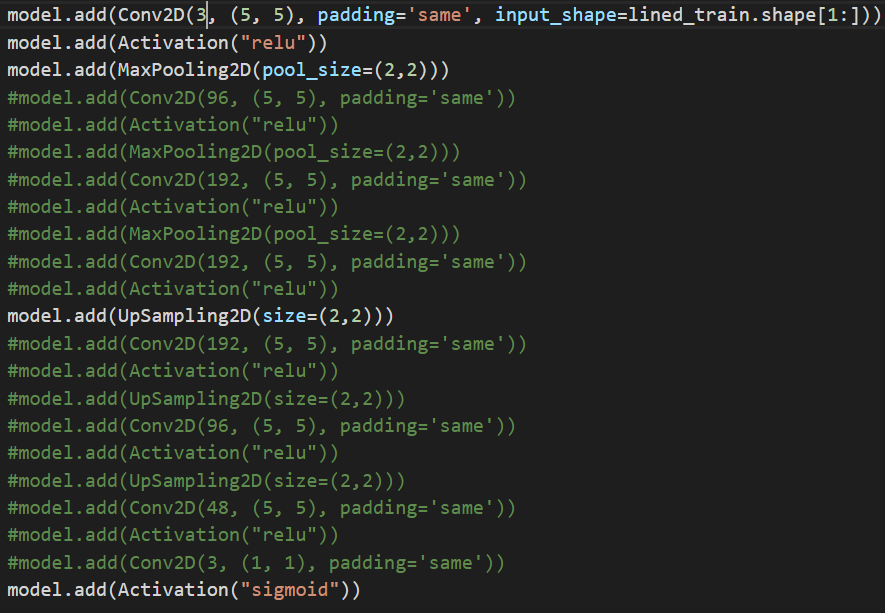 model.add(Conv2D(3, (5, 5), padding='same', input_shape=lined_train.shape[1:]))
model.add(Activation("relu"))
model.add(MaxPooling2D(pool_size=(2,2)))
#model.add(Conv2D(96, (5, 5), padding='same'))
#model.add(Activation("relu"))
#model.add(MaxPooling2D(pool_size=(2,2)))
#model.add(Conv2D(192, (5, 5), padding='same'))
#model.add(Activation("relu"))
#model.add(MaxPooling2D(pool_size=(2,2)))
#model.add(Conv2D(192, (5, 5), padding='same'))
#model.add(Activation("relu"))
model.add(UpSampling2D(size=(2,2)))
#model.add(Conv2D(192, (5, 5), padding='same'))
#model.add(Activation("relu"))
#model.add(UpSampling2D(size=(2,2)))
#model.add(Conv2D(96, (5, 5), padding='same'))
#model.add(Activation("relu"))
#model.add(UpSampling2D(size=(2,2)))
#model.add(Conv2D(48, (5, 5), padding='same'))
#model.add(Activation("relu"))
#model.add(Conv2D(3, (1, 1), padding='same'))
model.add(Activation("sigmoid"))